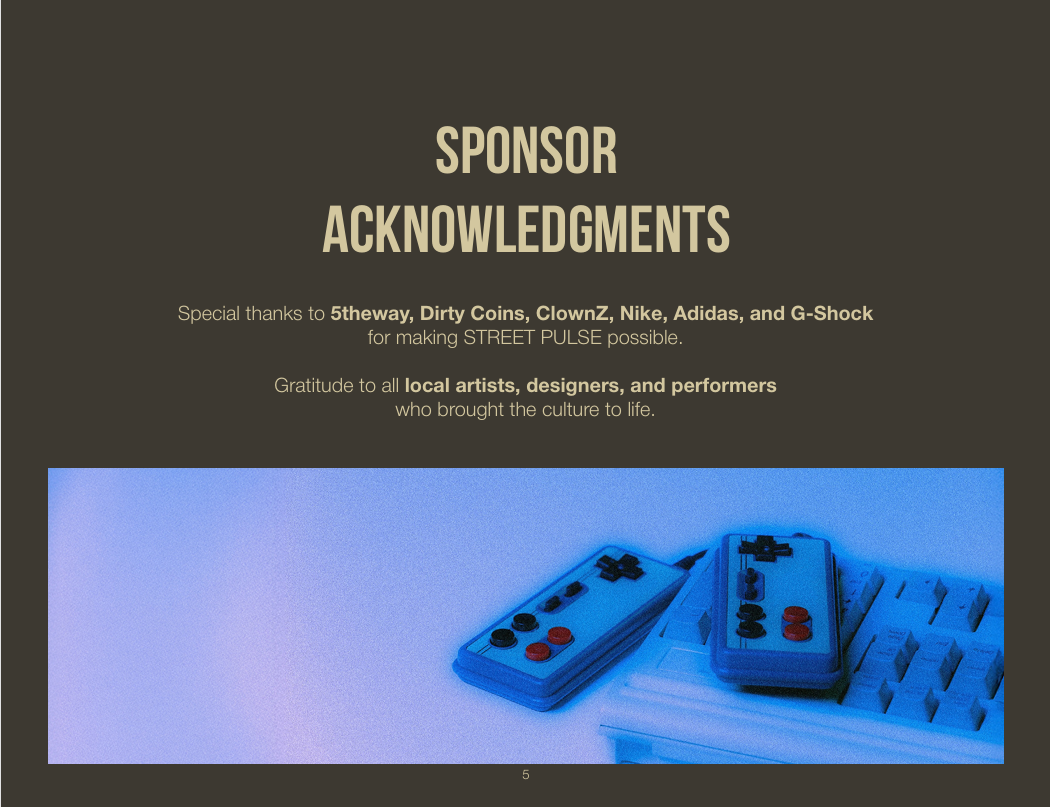 SPONSOR
ACKNOWLEDGMENTS
Special thanks to 5theway, Dirty Coins, ClownZ, Nike, Adidas, and G-Shock
for making STREET PULSE possible.
Gratitude to all local artists, designers, and performers
who brought the culture to life.
5